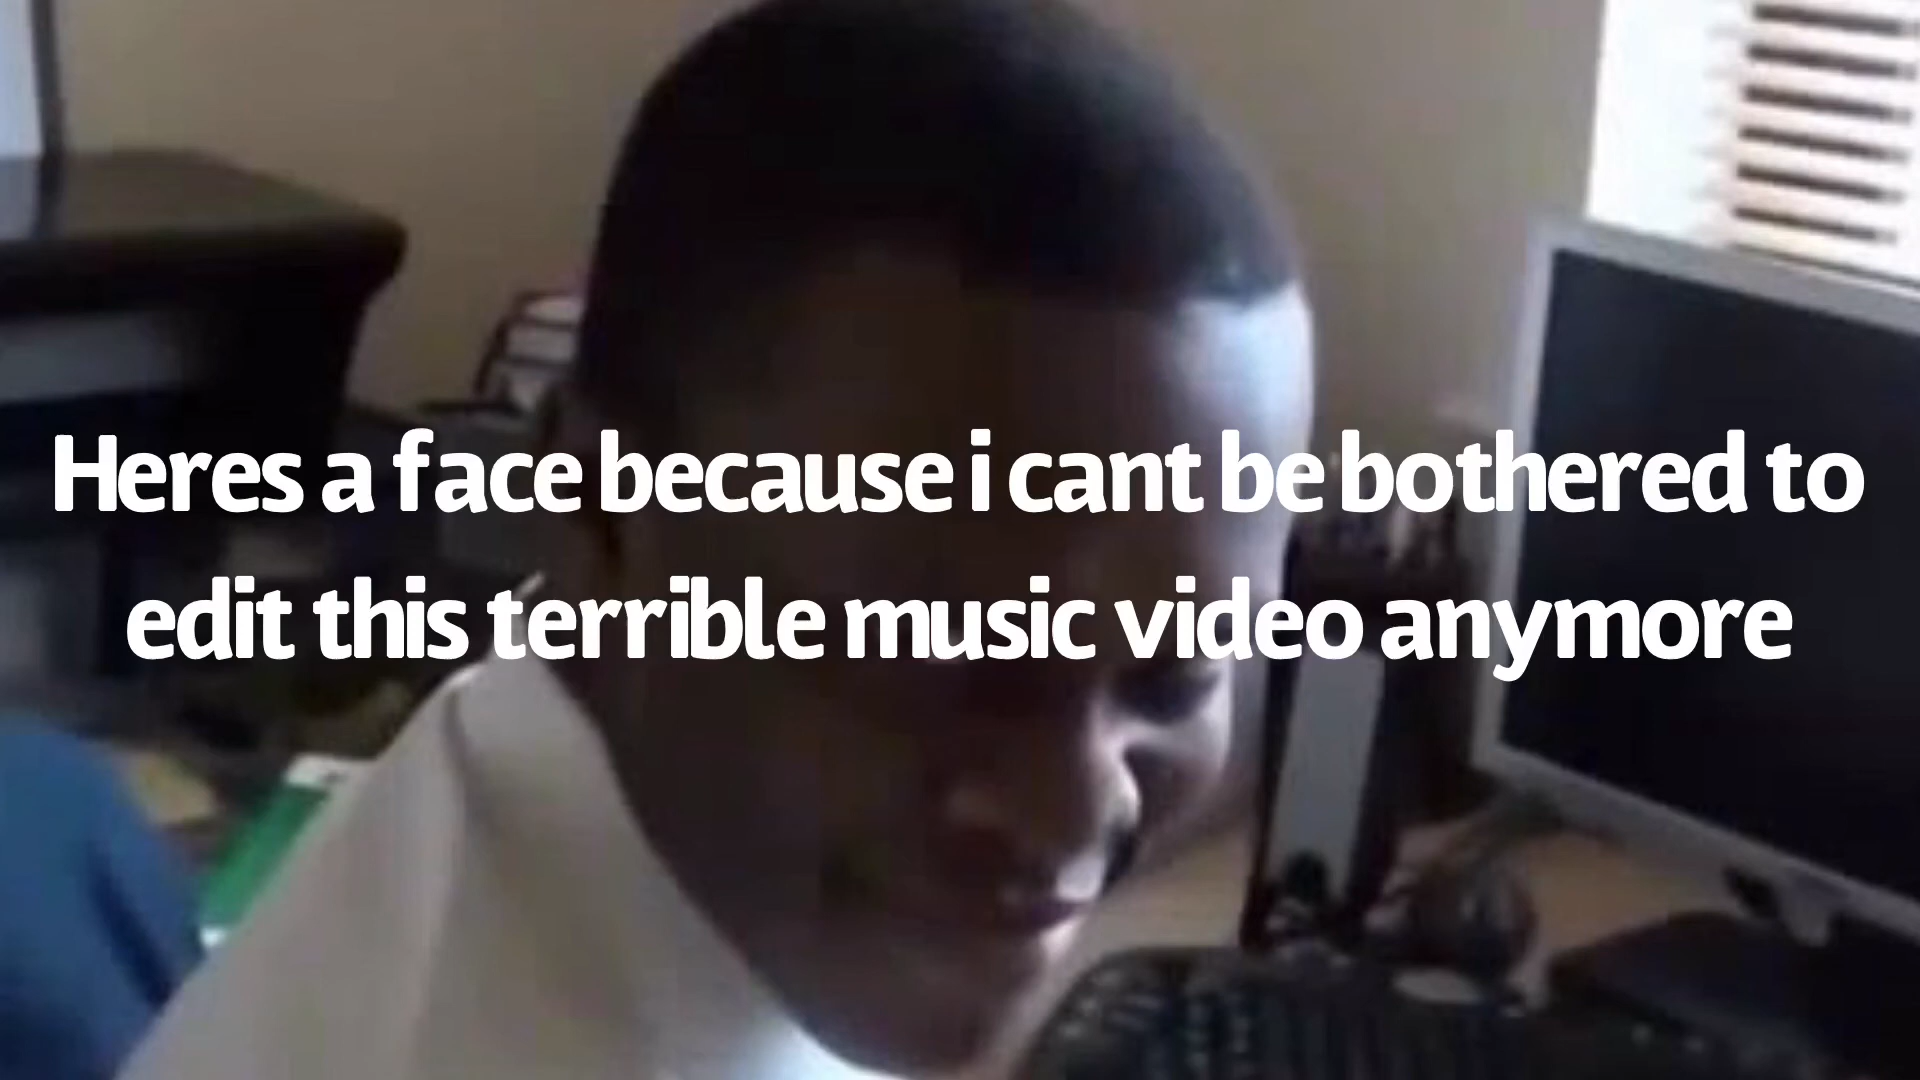 Heres a face because i cant be bothered to
edit this terrible music video anymore